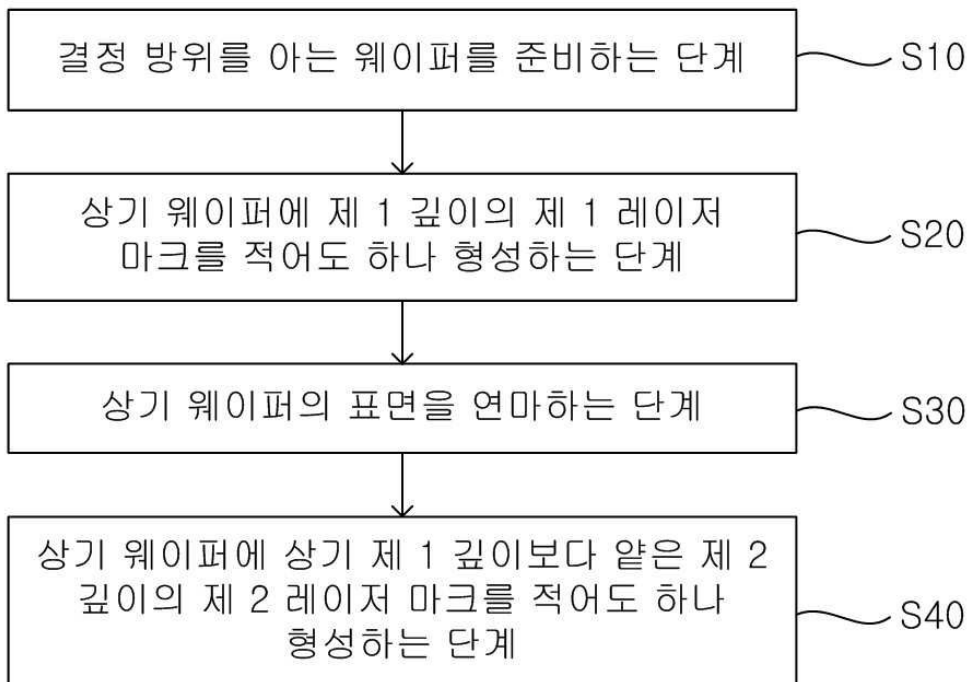 결정 방위를 아는 웨이퍼를 준비하는 단계
S10
상기 웨이퍼에 제 1 깊이의 제 1 레이저
마크를 적어도 하나 형성하는 단계
S20
상기 웨이퍼의 표면을 연마하는 단계
S30
상기 웨이퍼에 상기 제 1 깊이보다 얕은 제 2
깊이의 제 2 레이저 마크를 적어도 하나
형성하는 단계
S40